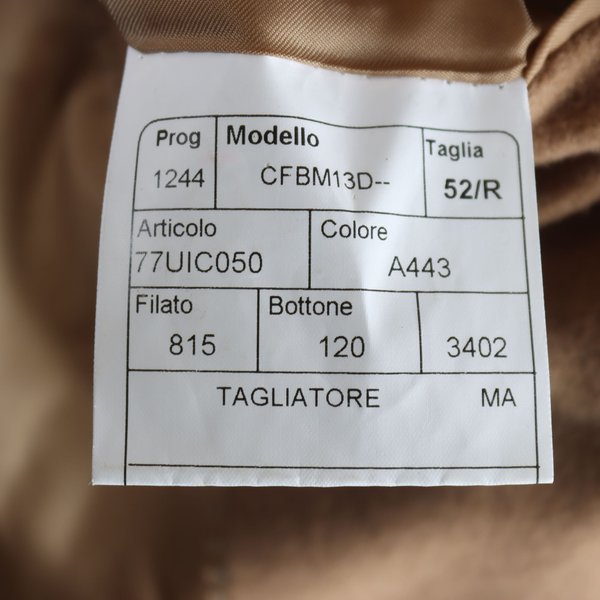 Prog Modello Taglia
1244 CFBM13D-- 52/R
Articolo Colore
77UIC050 A443
Filato Bottone
815 120 3402
TAGLIATORE MA